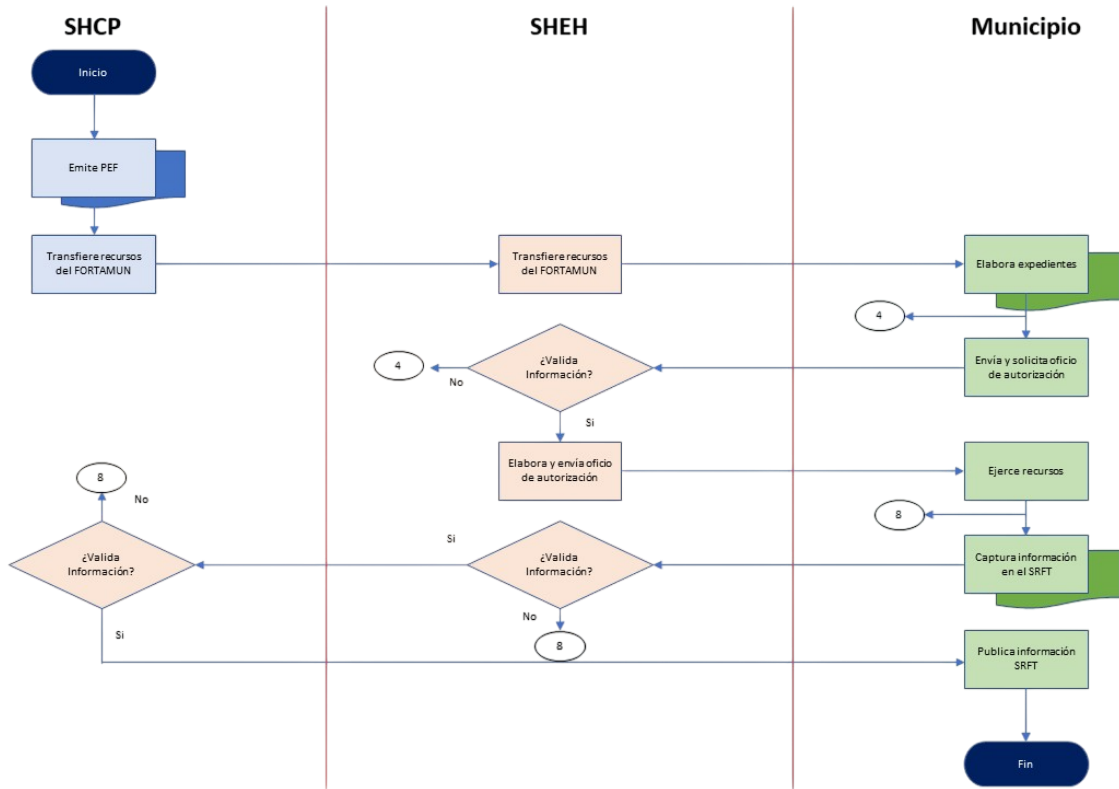 SHCP
SHEH
Municipio
Inicio
Emite PEF
Transfiere recursos
del FORTAMUN
Transfiere recursos
del FORTAMUN
Elabora expedientes
4
Envía y solicita oficio
de autorización
¿Valida
Información?
4
No
Si
Elabora y envía oficio
de autorización
Ejerce recursos
8
8
No
¿Valida
Información?
Si
Si
¿Valida
Información?
No
8
Captura información
en el SRFT
Publica información
SRFT
Fin